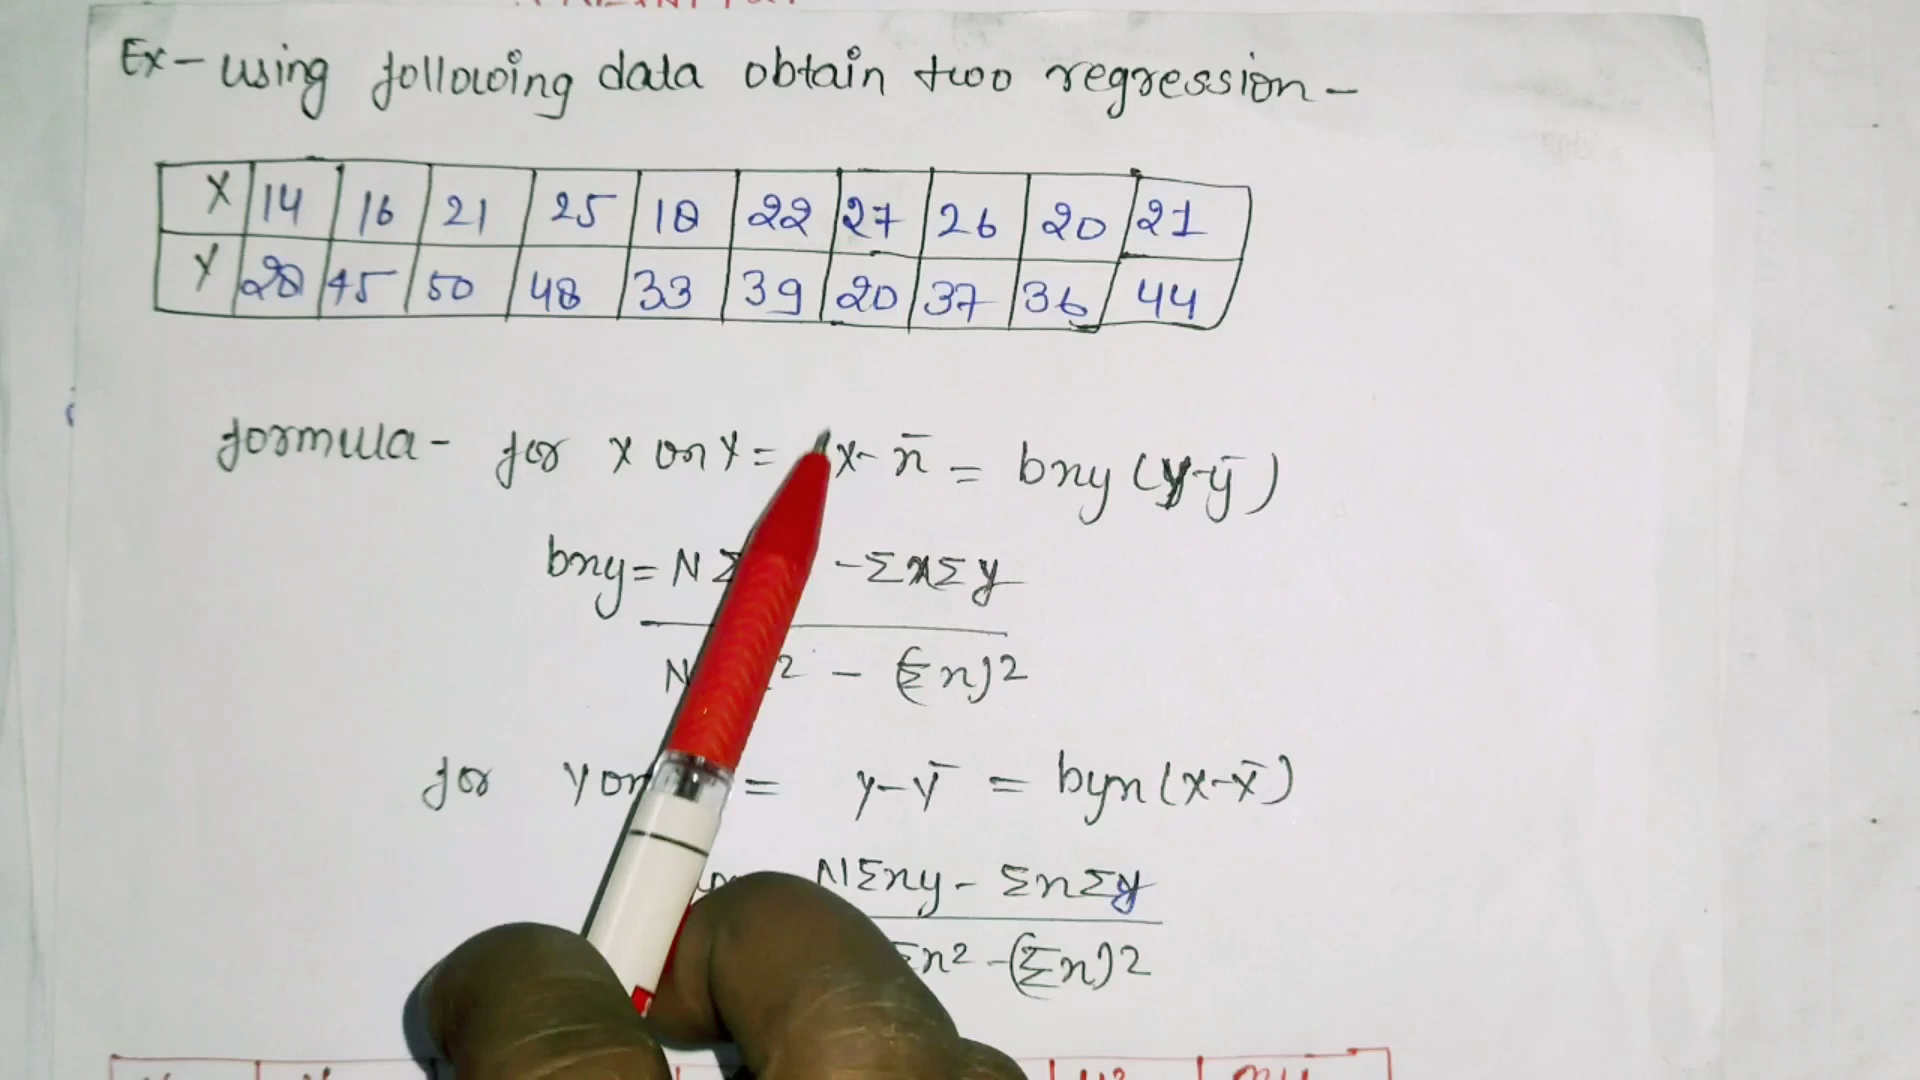 Ex- using following data obtain two regression-
X 14 16 21 25 18 22 27 26 20 21
Y 28 45 50 48 33 39 20 37 36 44
formula- for x on y = x- x̄ = bxy (y-ȳ)
bxy= N Σ -ΣxΣy
N 2 - (Σx)2
for y on = y-ȳ = byx (x-x̄)
NΣxy- ΣxΣy
Σx2 -(Σx)2